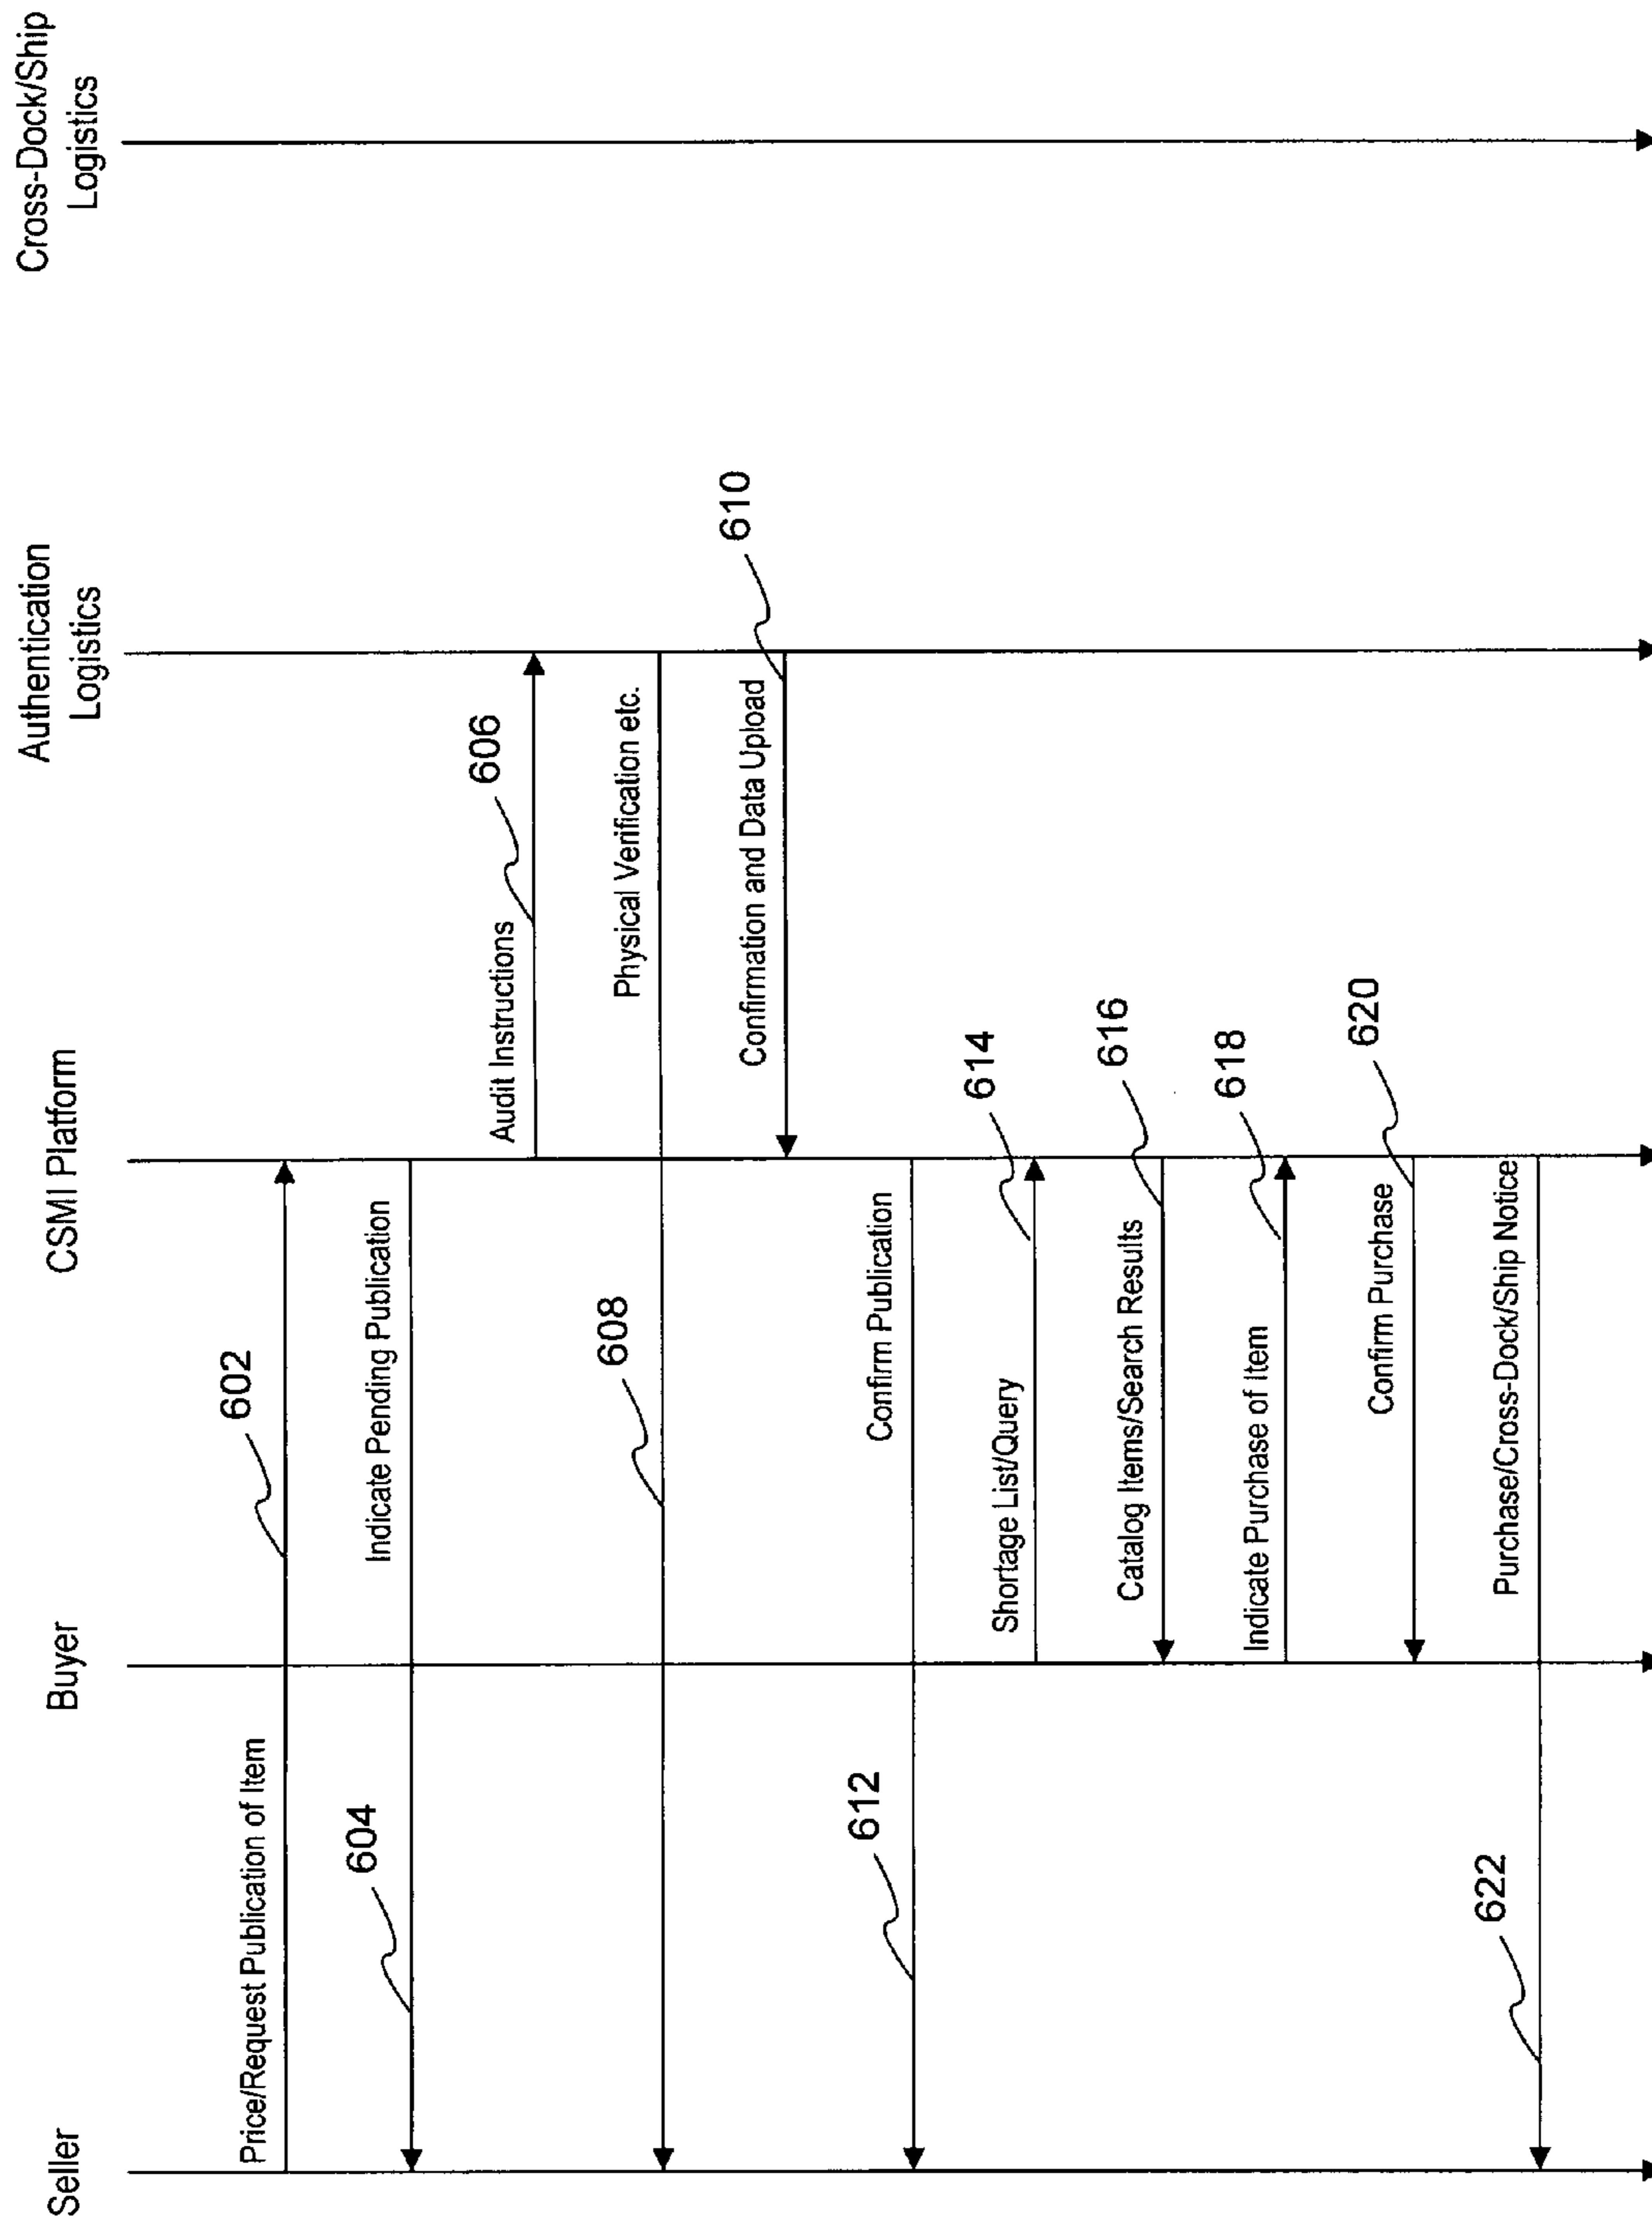 Seller
Buyer
CSMI Platform
Authentication
Logistics
Cross-Dock/Ship
Logistics
Price/Request Publication of Item
602
Indicate Pending Publication
604
Audit Instructions
606
Physical Verification etc.
608
Confirmation and Data Upload
610
Confirm Publication
612
Shortage List/Query
614
Catalog Items/Search Results
616
Indicate Purchase of Item
618
Confirm Purchase
620
Purchase/Cross-Dock/Ship Notice
622